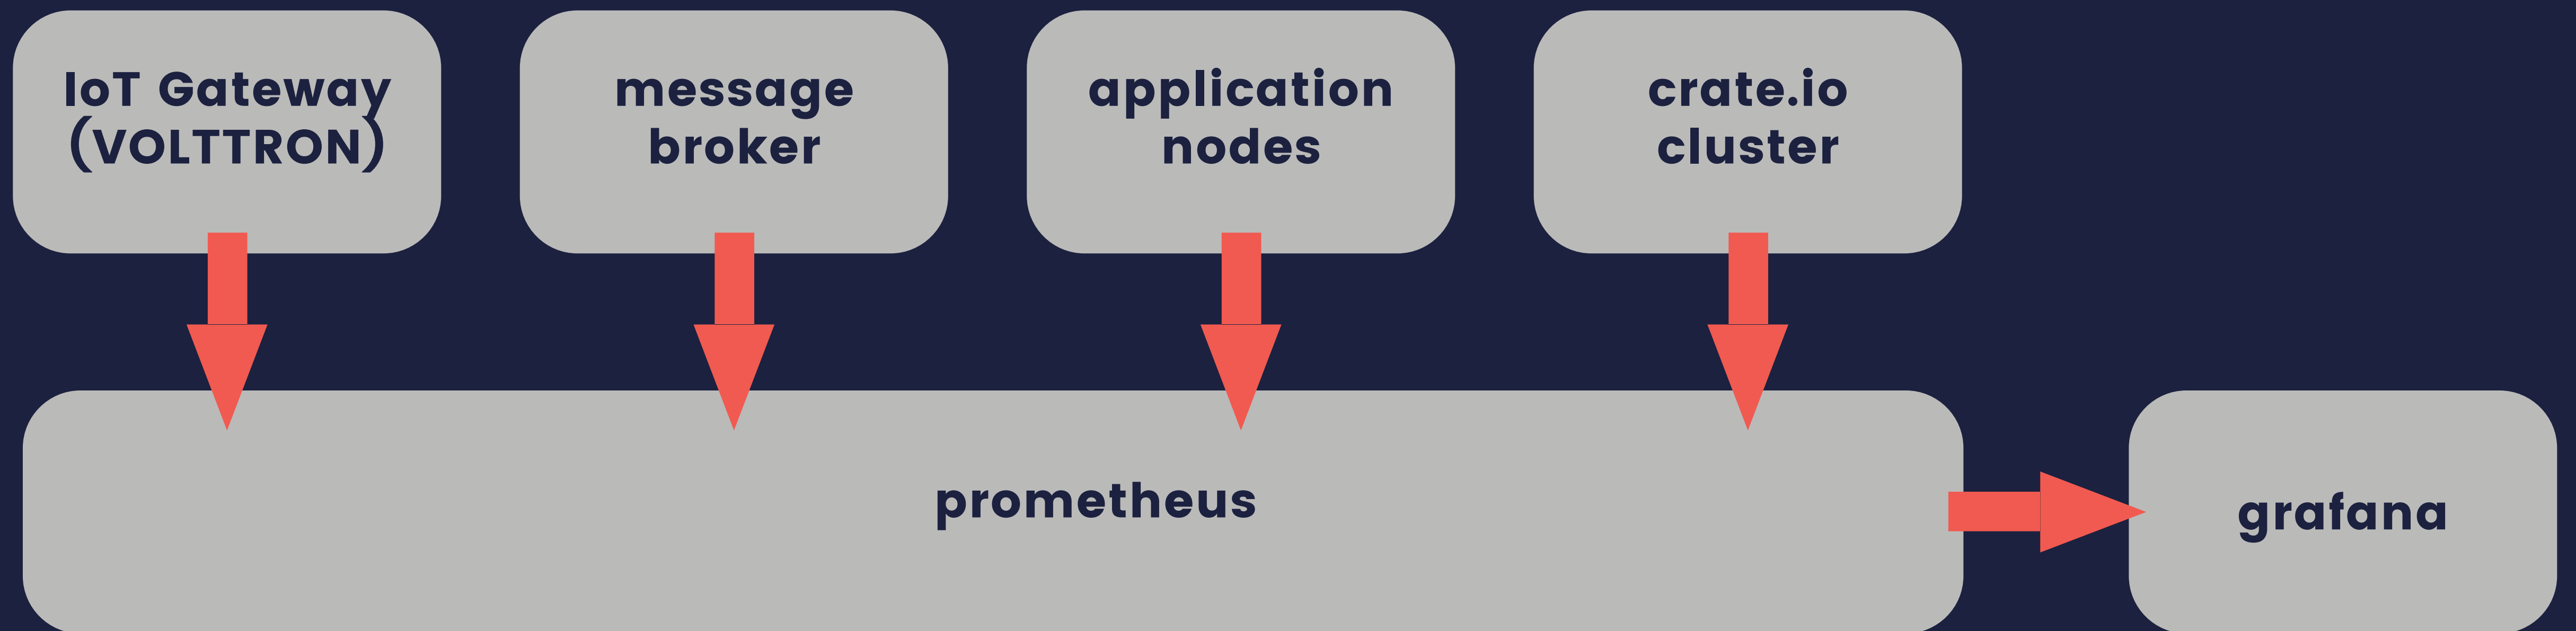 IoT Gateway
(VOLTTRON)
message
broker
application
nodes
crate.io
cluster
prometheus
grafana